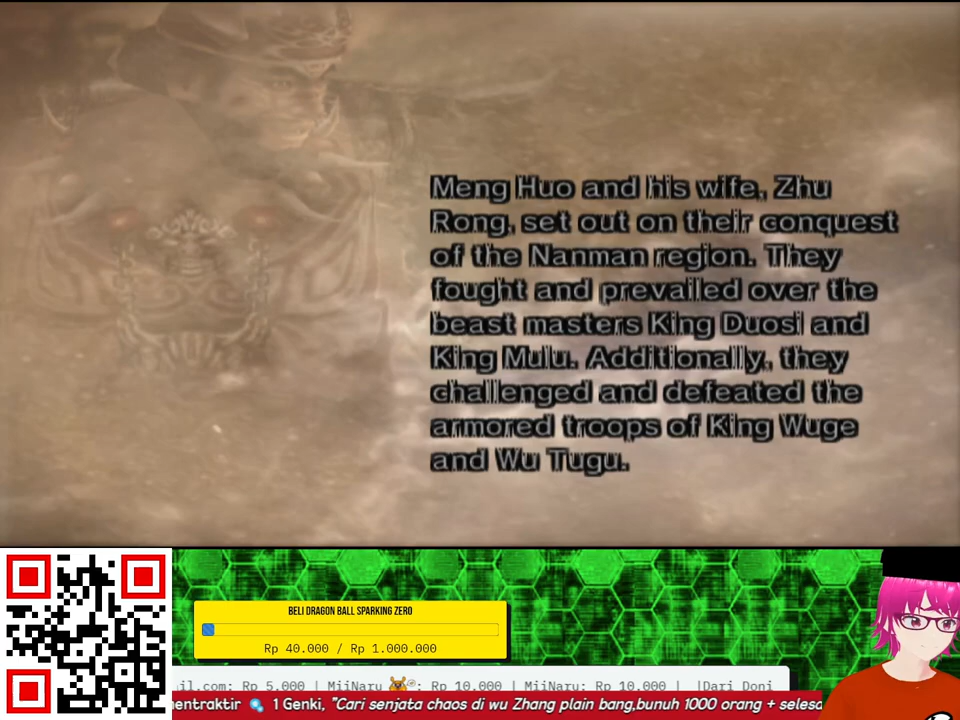 Meng Huo and his wife, Zhu
Rong, set out on their conquest
of the Nanman region. They
fought and prevailed over the
beast masters King Duosi and
King Mulu. Additionally, they
challenged and defeated the
armored troops of King Wuge
and Wu Tugu.
BELI DRAGON BALL SPARKING ZERO
Rp 40.000 / Rp 1.000.000
il.com: Rp 5.000 | MiiNaru : Rp 10.000 | MiiNaru: Rp 10.000 | |Dari Doni
mentraktir 1 Genki, "Cari senjata chaos di wu Zhang plain bang,bunuh 1000 orang + selesa